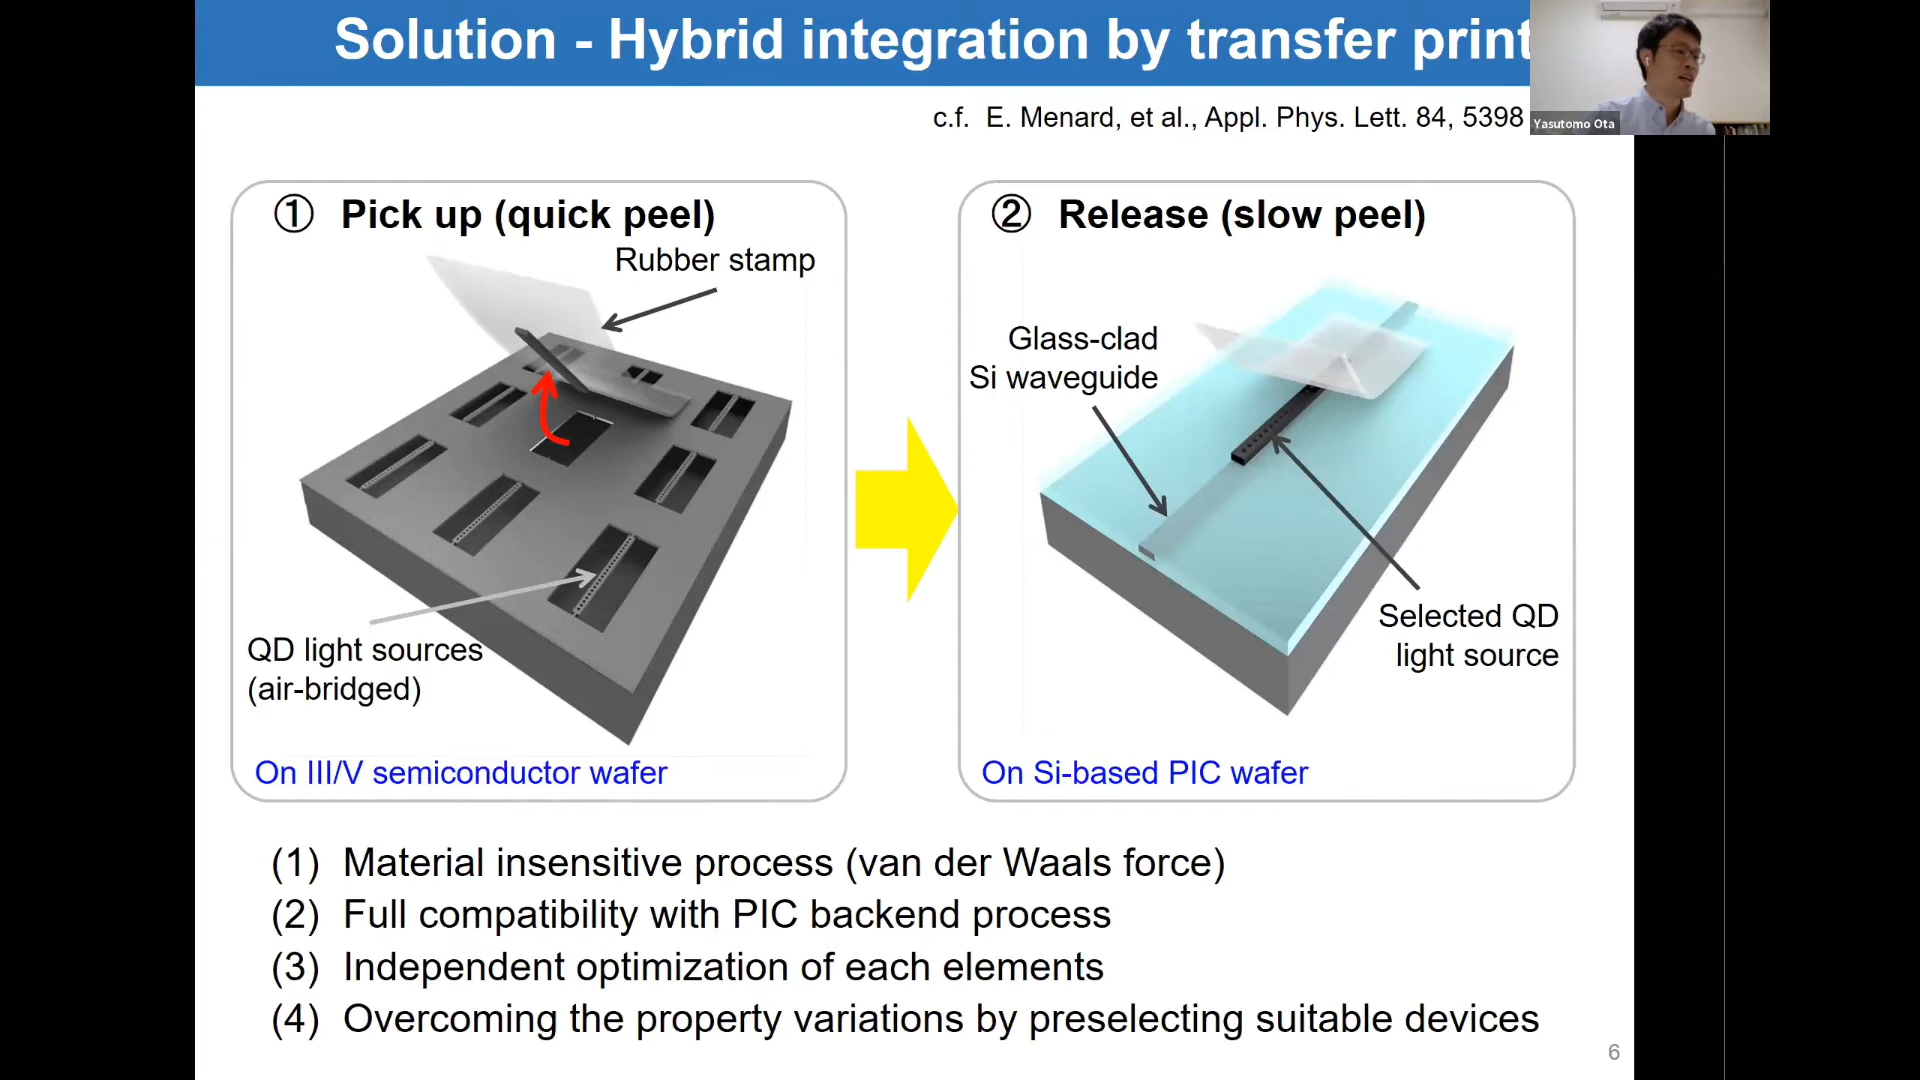 Solution - Hybrid integration by transfer print
c.f. E. Menard, et al., Appl. Phys. Lett. 84, 5398
Yasutomo Ota
① Pick up (quick peel)
Rubber stamp
QD light sources
(air-bridged)
On III/V semiconductor wafer
② Release (slow peel)
Glass-clad
Si waveguide
Selected QD
light source
On Si-based PIC wafer
(1) Material insensitive process (van der Waals force)
(2) Full compatibility with PIC backend process
(3) Independent optimization of each elements
(4) Overcoming the property variations by preselecting suitable devices
6